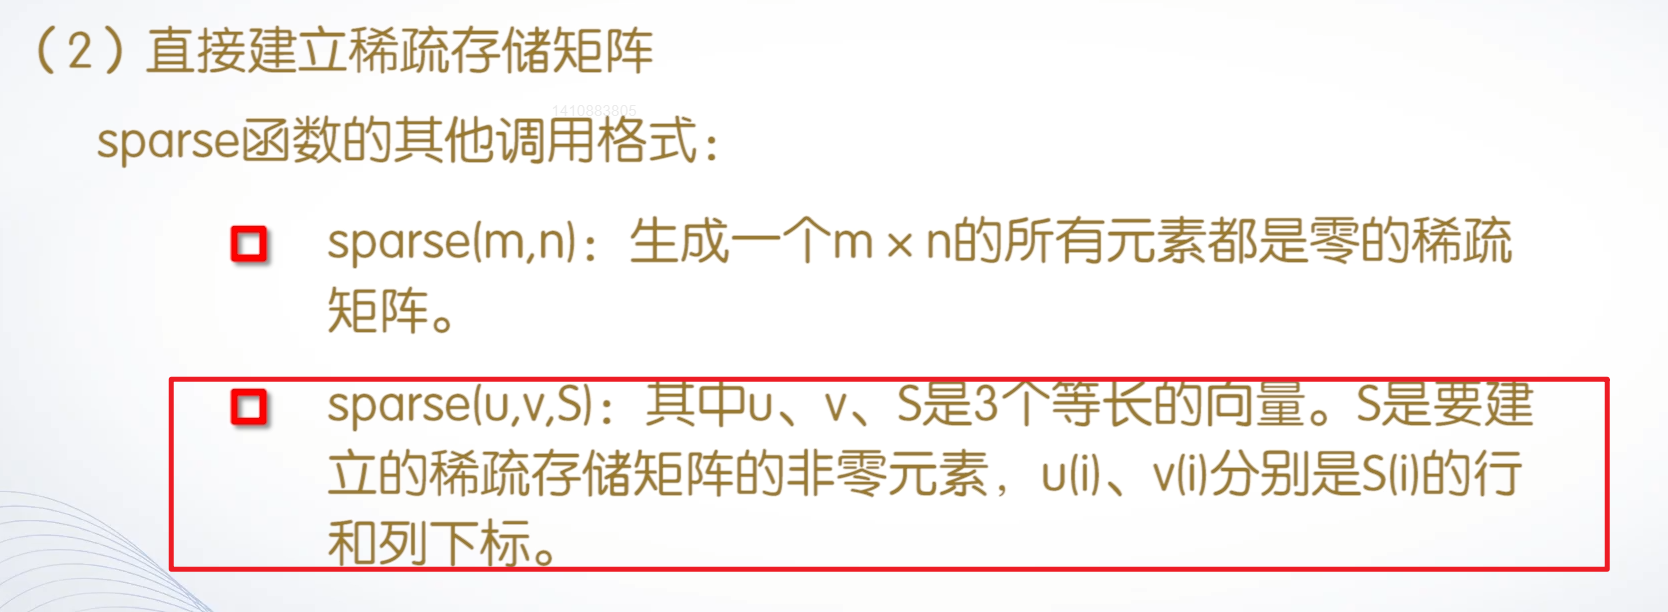 （2）直接建立稀疏存储矩阵
1410883805
sparse函数的其他调用格式：
sparse(m,n)：生成一个m×n的所有元素都是零的稀疏
矩阵。
sparse(u,v,S)：其中u、v、S是3个等长的向量。S是要建
立的稀疏存储矩阵的非零元素，u(i)、v(i)分别是S(i)的行
和列下标。